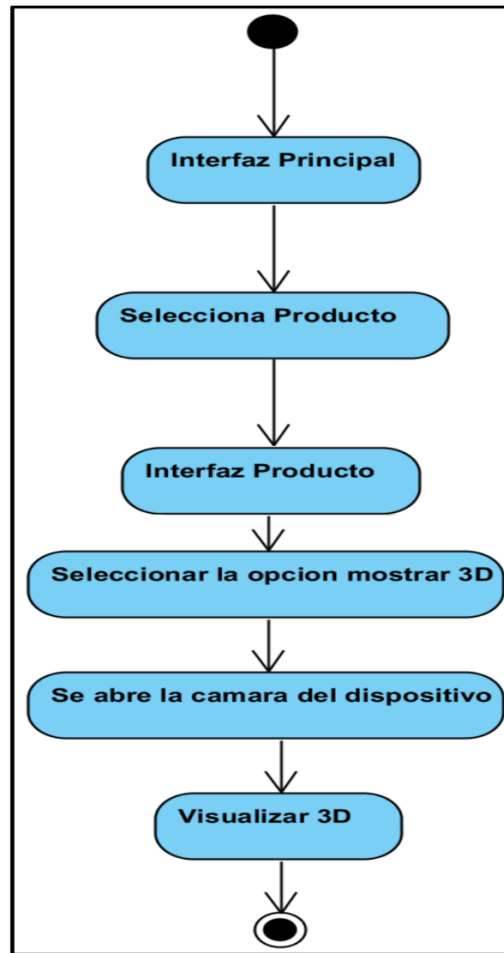 Interfaz Principal
Selecciona Producto
Interfaz Producto
Seleccionar la opcion mostrar 3D
Se abre la camara del dispositivo
Visualizar 3D